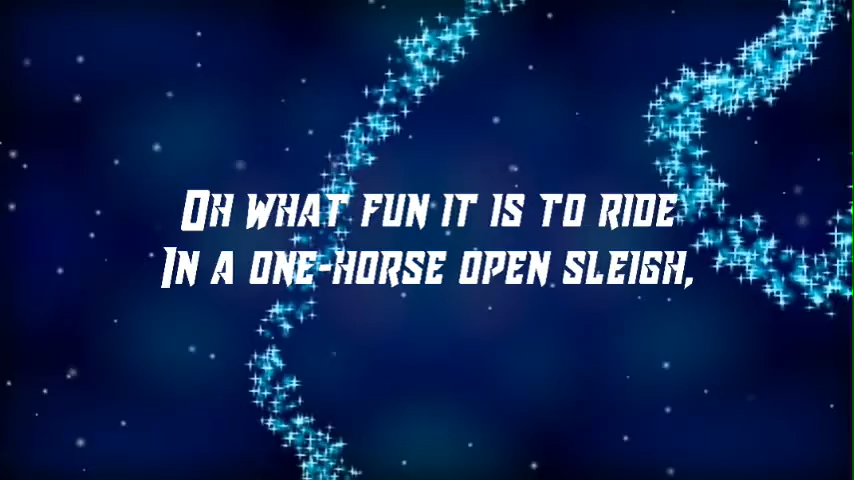 Oh what fun it is to ride
In a one-horse open sleigh,